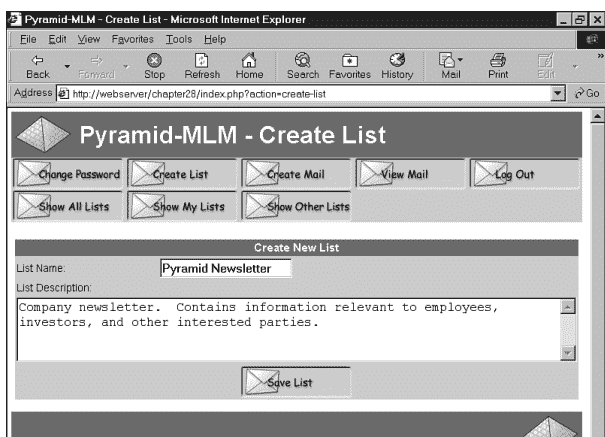 Pyramid-MLM - Create List - Microsoft Internet Explorer
File Edit View Favorites Tools Help
Back Forward Stop Refresh Home Search Favorites History Mail Print Edit
Address http://webserver/chapter28/index.php?action=create-list Go
Pyramid-MLM - Create List
Change Password Create List Create Mail View Mail Log Out
Show All Lists Show My Lists Show Other Lists
Create New List
List Name: Pyramid Newsletter
List Description:
Company newsletter. Contains information relevant to employees,
investors, and other interested parties.
Save List